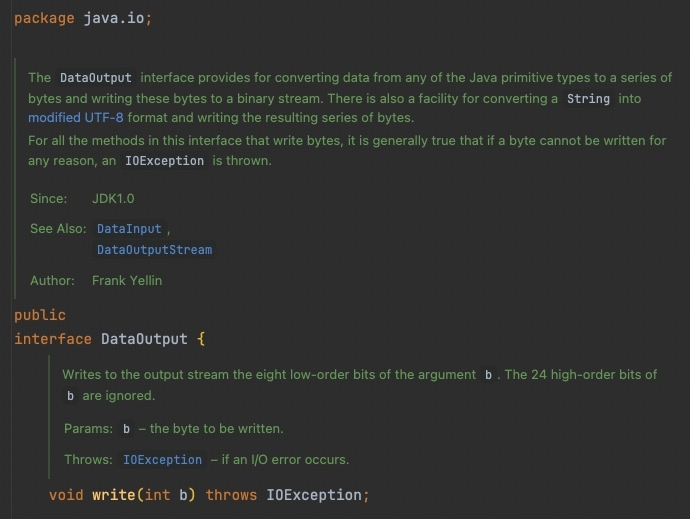 package java.io;
The DataOutput interface provides for converting data from any of the Java primitive types to a series of
bytes and writing these bytes to a binary stream. There is also a facility for converting a String into
modified UTF-8 format and writing the resulting series of bytes.
For all the methods in this interface that write bytes, it is generally true that if a byte cannot be written for
any reason, an IOException is thrown.
Since: JDK1.0
See Also: DataInput ,
DataOutputStream
Author: Frank Yellin
public
interface DataOutput {
Writes to the output stream the eight low-order bits of the argument b . The 24 high-order bits of
b are ignored.
Params: b – the byte to be written.
Throws: IOException – if an I/O error occurs.
void write(int b) throws IOException;